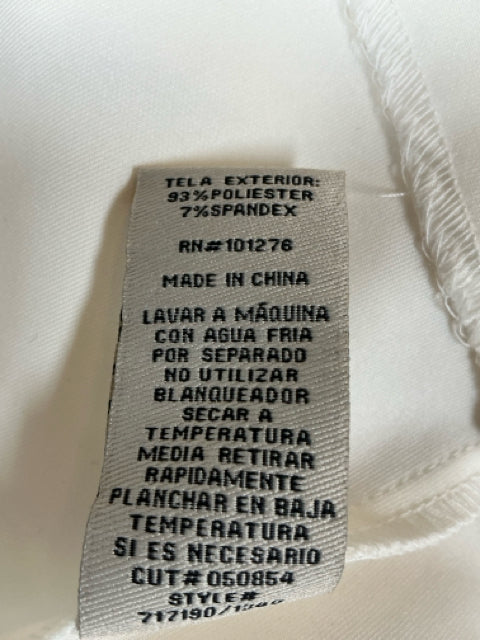 TELA EXTERIOR:
93%POLIESTER
7%SPANDEX
RN#101276
MADE IN CHINA
LAVAR A MÁQUINA
CON AGUA FRIA
POR SEPARADO
NO UTILIZAR
BLANQUEADOR
SECAR A
TEMPERATURA
MEDIA RETIRAR
RAPIDAMENTE
PLANCHAR EN BAJA
TEMPERATURA
SI ES NECESARIO
CUT# 050854
STYLE#